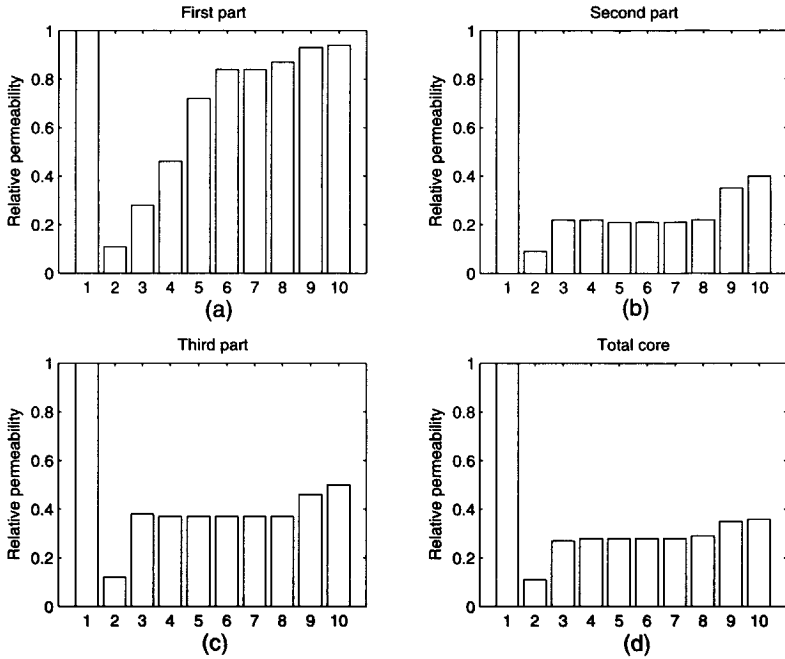 First part
Relative permeability
1
0.8
0.6
0.4
0.2
0
1 2 3 4 5 6 7 8 9 10
(a)
Second part
Relative permeability
1
0.8
0.6
0.4
0.2
0
1 2 3 4 5 6 7 8 9 10
(b)
Third part
Relative permeability
1
0.8
0.6
0.4
0.2
0
1 2 3 4 5 6 7 8 9 10
(c)
Total core
Relative permeability
1
0.8
0.6
0.4
0.2
0
1 2 3 4 5 6 7 8 9 10
(d)